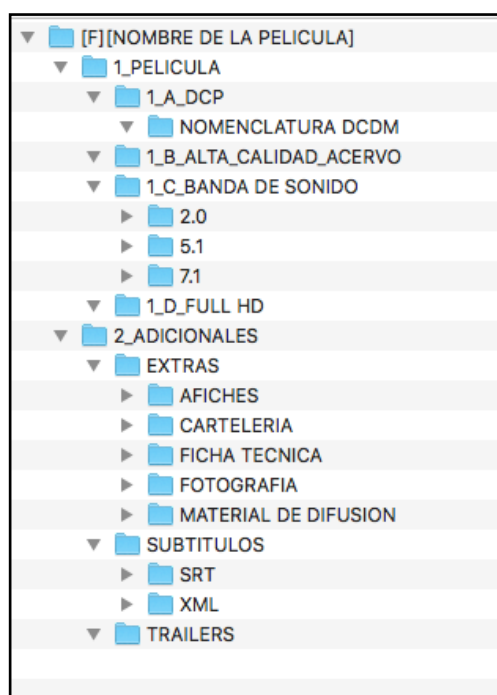 [F][NOMBRE DE LA PELICULA]
1_PELICULA
1_A_DCP
NOMENCLATURA DCDM
1_B_ALTA_CALIDAD_ACERVO
1_C_BANDA DE SONIDO
2.0
5.1
7.1
1_D_FULL HD
2_ADICIONALES
EXTRAS
AFICHES
CARTELERIA
FICHA TECNICA
FOTOGRAFIA
MATERIAL DE DIFUSION
SUBTITULOS
SRT
XML
TRAILERS